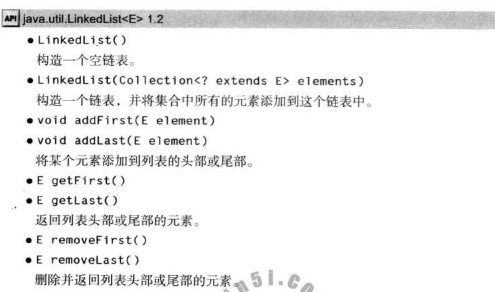 API java.util.LinkedList<E> 1.2
● LinkedList()
构造一个空链表。
● LinkedList(Collection<? extends E> elements)
构造一个链表，并将集合中所有的元素添加到这个链表中。
● void addFirst(E element)
● void addLast(E element)
将某个元素添加到列表的头部或尾部。
● E getFirst()
● E getLast()
返回列表头部或尾部的元素。
● E removeFirst()
● E removeLast()
删除并返回列表头部或尾部的元素